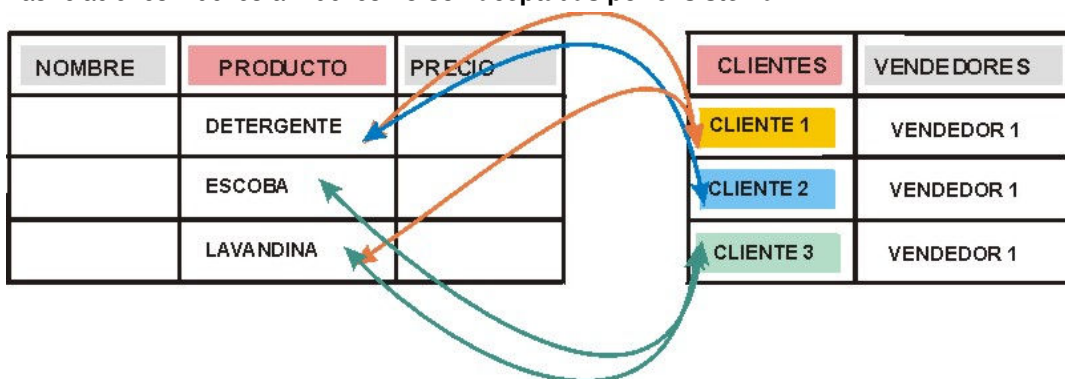 NOMBRE PRODUCTO PRECIO
DETERGENTE
ESCOBA
LAVANDINA
CLIENTES VENDEDORES
CLIENTE 1 VENDEDOR 1
CLIENTE 2 VENDEDOR 1
CLIENTE 3 VENDEDOR 1